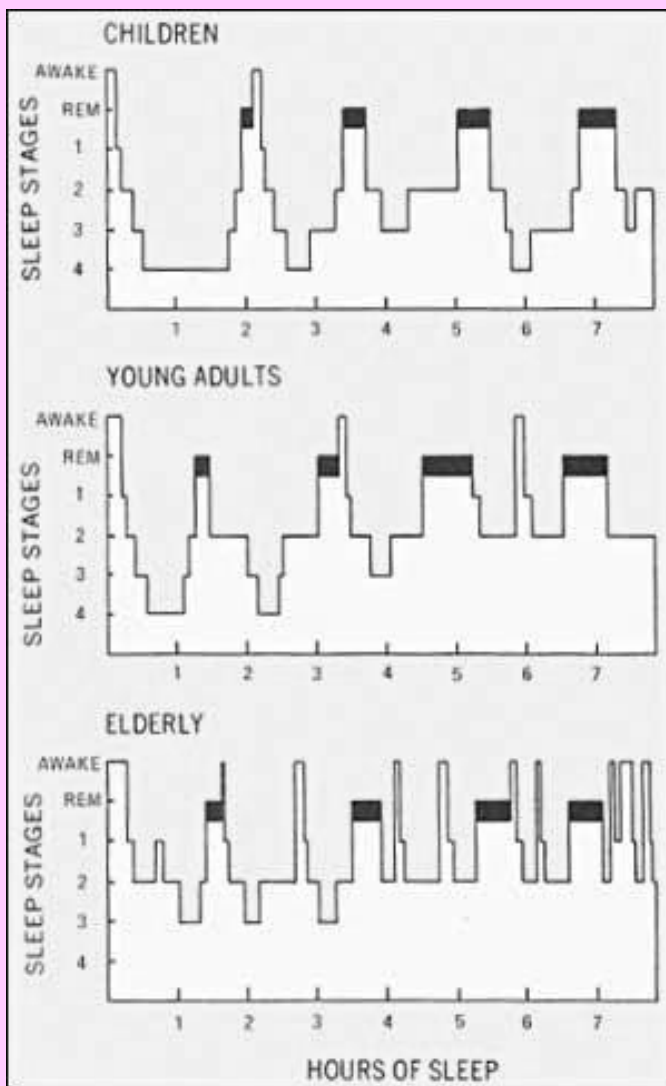 CHILDREN
SLEEP STAGES
AWAKE
REM
1
2
3
4
1 2 3 4 5 6 7
YOUNG ADULTS
SLEEP STAGES
AWAKE
REM
1
2
3
4
1 2 3 4 5 6 7
ELDERLY
SLEEP STAGES
AWAKE
REM
1
2
3
4
1 2 3 4 5 6 7
HOURS OF SLEEP